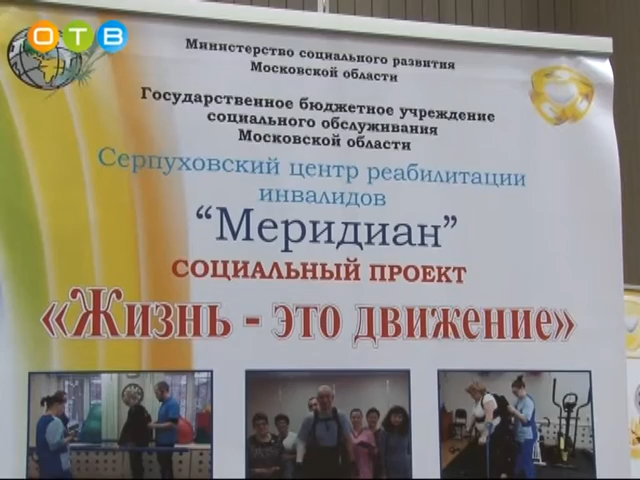 ОТВ
Министерство социального развития
Московской области
Государственное бюджетное учреждение
социального обслуживания
Московской области
Серпуховский центр реабилитации
инвалидов
“Меридиан”
СОЦИАЛЬНЫЙ ПРОЕКТ
«Жизнь - это движение»